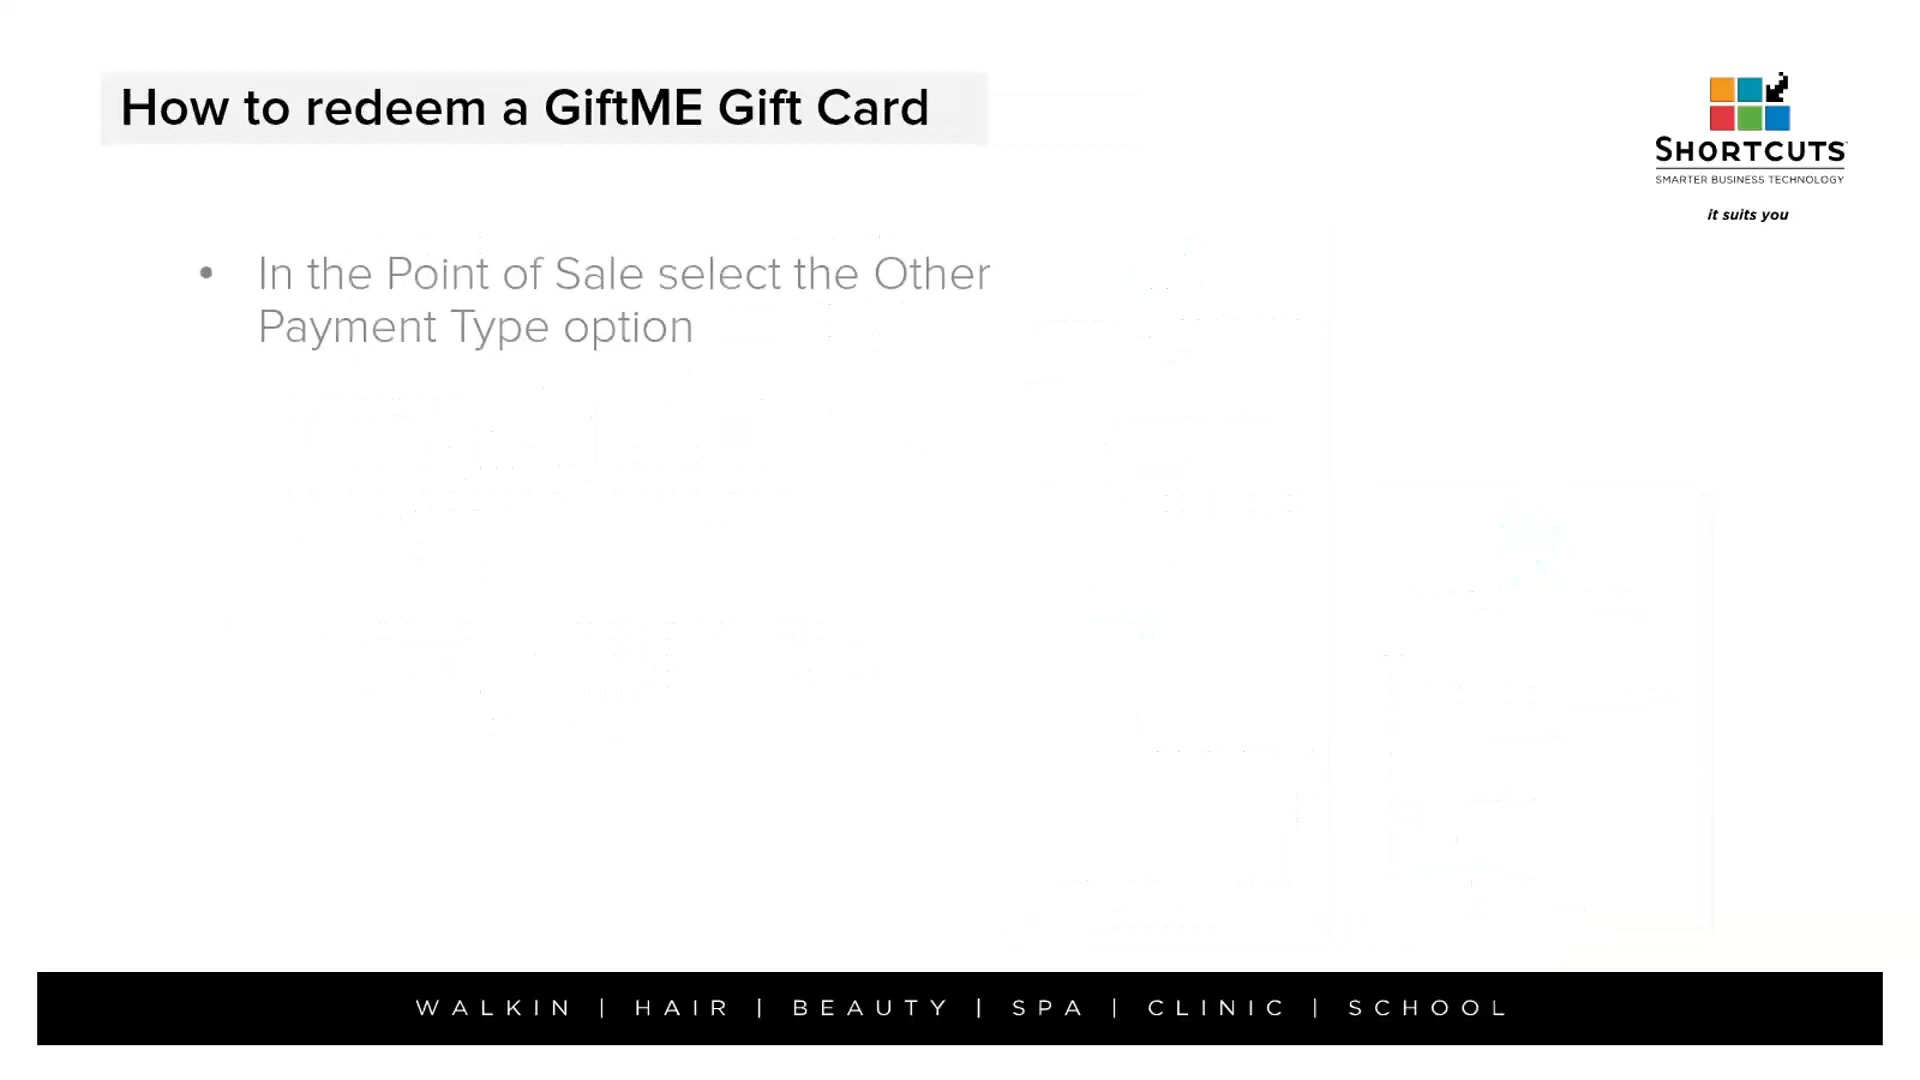 How to redeem a GiftME Gift Card
SHORTCUTS
SMARTER BUSINESS TECHNOLOGY
it suits you
• In the Point of Sale select the Other
Payment Type option
WALKIN | HAIR | BEAUTY | SPA | CLINIC | SCHOOL